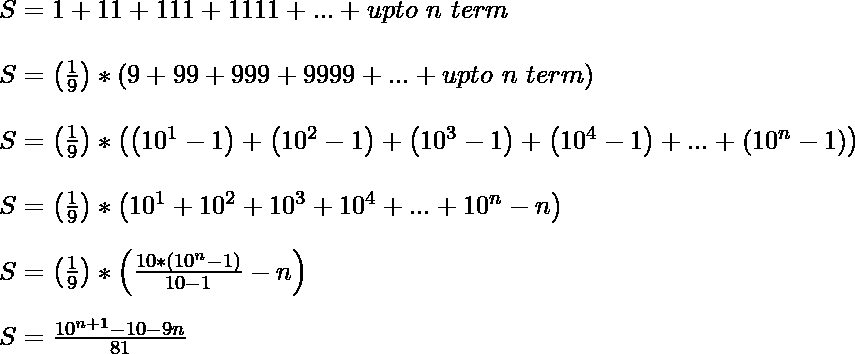 S = 1 + 11 + 111 + 1111 + ... + upto n term
S = (1/9) * (9 + 99 + 999 + 9999 + ... + upto n term)
S = (1/9) * ((10^1 − 1) + (10^2 − 1) + (10^3 − 1) + (10^4 − 1) + ... + (10^n − 1))
S = (1/9) * (10^1 + 10^2 + 10^3 + 10^4 + ... + 10^n − n)
S = (1/9) * (10*(10^n−1)/10−1 − n)
S = 10^{n+1}−10−9n/81